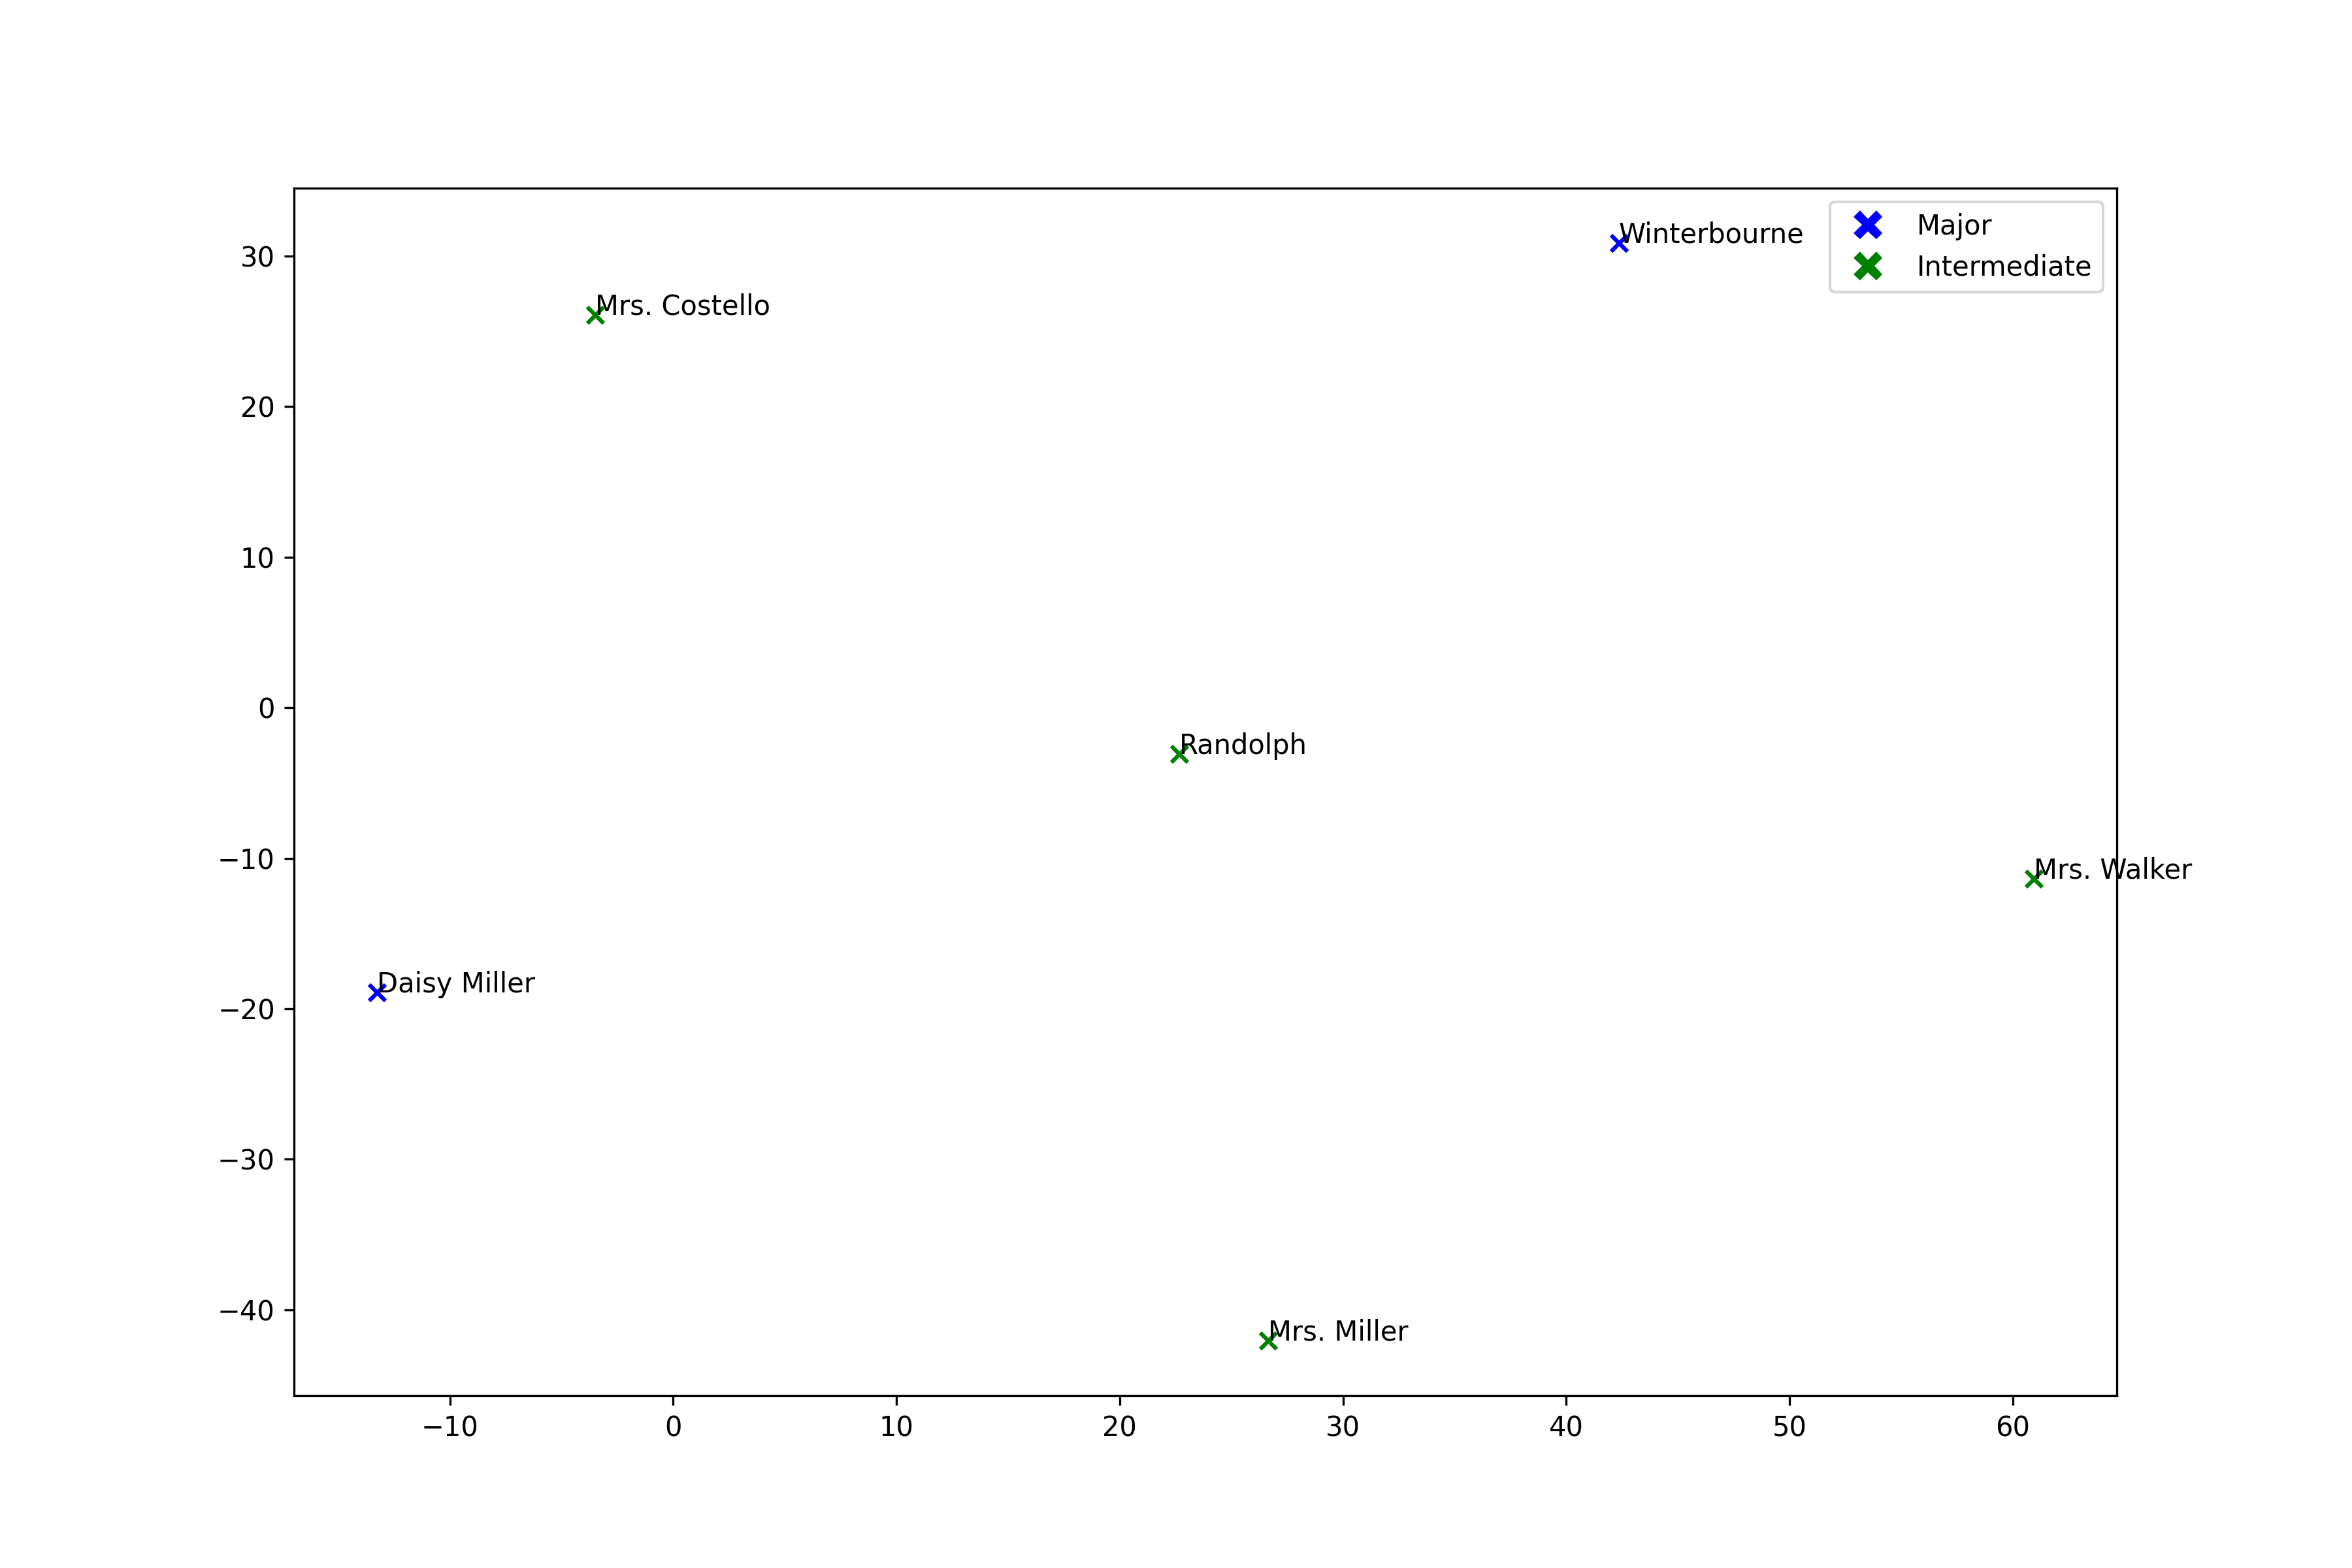 Winterbourne
Major
Intermediate
Mrs. Costello
Randolph
Mrs. Walker
Daisy Miller
Mrs. Miller
30
20
10
0
−10
−20
−30
−40
−10 0 10 20 30 40 50 60